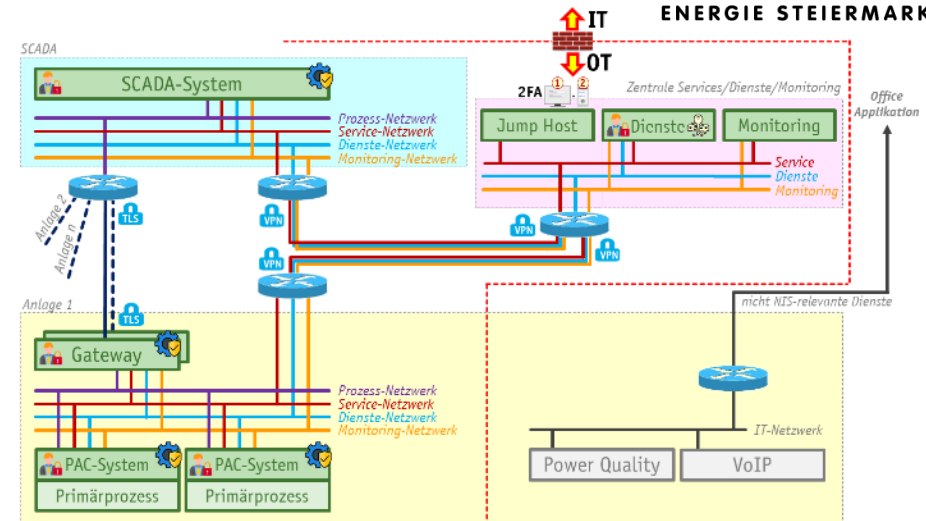 ENERGIE STEIERMARK
IT
OT
SCADA
SCADA-System
Prozess-Netzwerk
Service-Netzwerk
Dienste-Netzwerk
Monitoring-Netzwerk
2FA
1
2
Zentrale Services/Dienste/Monitoring
Jump Host
Dienste
Monitoring
Service
Dienste
Monitoring
Office
Applikation
TLS
VPN
VPN
VPN
VPN
Anlage 2
Anlage n
TLS
nicht NIS-relevante Dienste
Anlage 1
Gateway
Prozess-Netzwerk
Service-Netzwerk
Dienste-Netzwerk
Monitoring-Netzwerk
IT-Netzwerk
PAC-System
PAC-System
Primärprozess
Primärprozess
Power Quality
VoIP